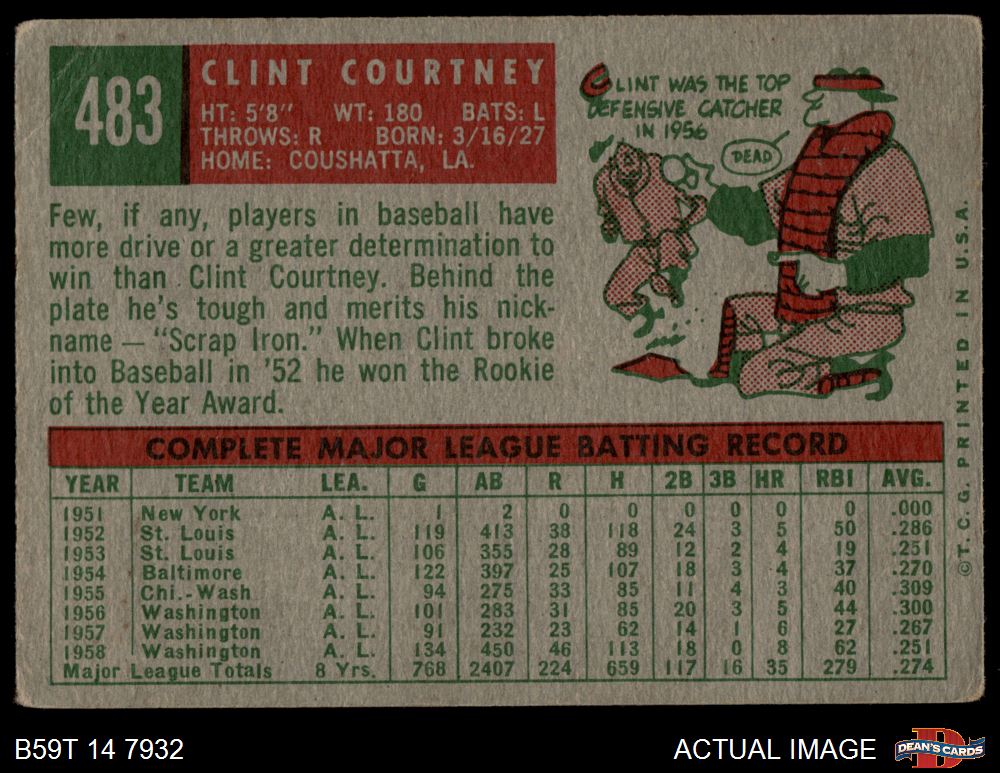 483
CLINT COURTNEY
HT: 5'8" WT: 180 BATS: L
THROWS: R BORN: 3/16/27
HOME: COUSHATTA, LA.
CLINT WAS THE TOP
DEFENSIVE CATCHER
IN 1956
DEAD
Few, if any, players in baseball have
more drive or a greater determination to
win than Clint Courtney. Behind the
plate he's tough and merits his nick-
name — "Scrap Iron." When Clint broke
into Baseball in '52 he won the Rookie
of the Year Award.
COMPLETE MAJOR LEAGUE BATTING RECORD
YEAR TEAM LEA. G AB R H 2B 3B HR RBI AVG.
1951 New York A. L. 1 2 0 0 0 0 0 0 .000
1952 St. Louis A. L. 119 413 38 118 24 3 5 50 .286
1953 St. Louis A. L. 106 355 28 89 12 2 4 19 .251
1954 Baltimore A. L. 122 397 25 107 18 3 4 37 .270
1955 Chi.-Wash A. L. 94 275 33 85 11 4 3 40 .309
1956 Washington A. L. 101 283 31 85 20 3 5 44 .300
1957 Washington A. L. 91 232 23 62 14 1 6 27 .267
1958 Washington A. L. 134 450 46 113 18 0 8 62 .251
Major League Totals 8 Yrs. 768 2407 224 659 117 16 35 279 .274
©T. C. G. PRINTED IN U.S.A.
B59T 14 7932
ACTUAL IMAGE
D
DEAN'S CARDS